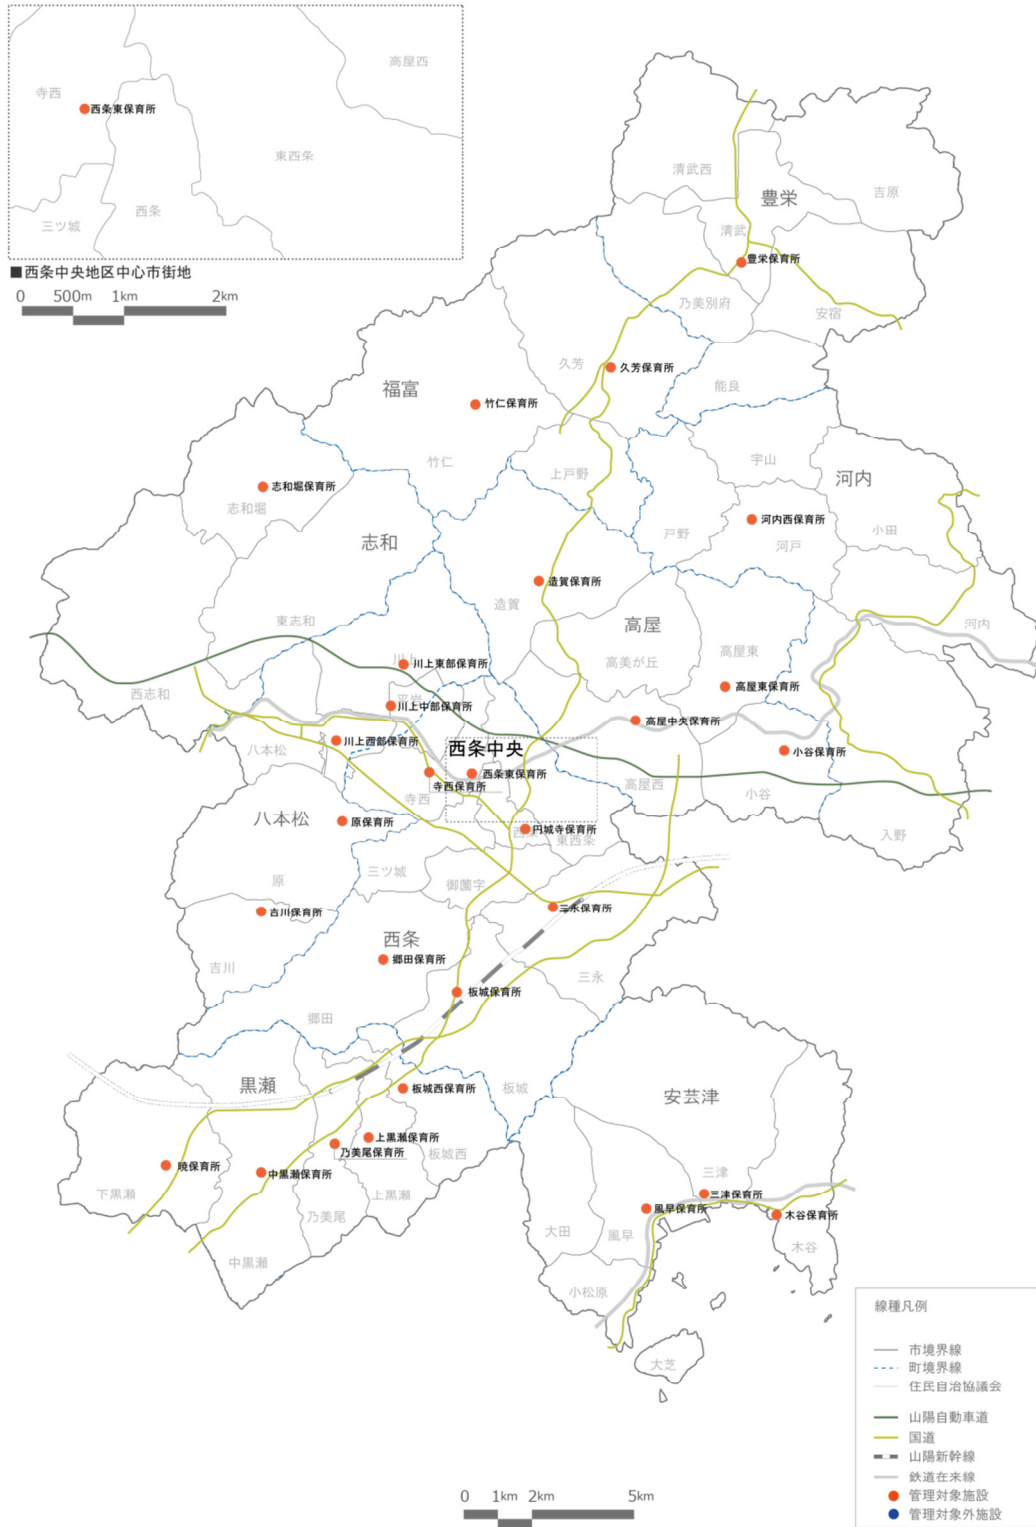 高屋西
寺西
西条東保育所
東西条
西条
三ツ城
■西条中央地区中心市街地
0 500m 1km 2km
清武西
豊栄
吉原
清武
豊栄保育所
乃美別府
安宿
久芳
久芳保育所
能良
福富
竹仁保育所
竹仁
上戸野
宇山
河内
志和堀保育所
志和堀
河内西保育所
小田
戸野
河戸
志和
造賀保育所
造賀
東志和
高屋
河内
川上
川上東保育所
高美が丘
高屋東
西志和
平岩
川上中部保育所
高屋東保育所
高屋中央保育所
八本松
川上西部保育所
西条中央
小谷保育所
西条東保育所
寺西保育所
高屋西
寺西
小谷
八本松
原保育所
西条
円城寺保育所
東西条
入野
三ツ城
御薗宇
原
吉川保育所
三永保育所
西条
郷田保育所
吉川
三永
板城保育所
郷田
黒瀬
板城西保育所
板城
安芸津
上黒瀬保育所
乃美尾保育所
板城西
暁保育所
中黒瀬保育所
下黒瀬
上黒瀬
三津
三津保育所
乃美尾
風早保育所
木谷保育所
大田
風早
木谷
中黒瀬
小松原
大芝
線種凡例
市境界線
町境界線
住民自治協議会
山陽自動車道
国道
山陽新幹線
鉄道在来線
管理対象施設
管理対象外施設
0 1km 2km 5km